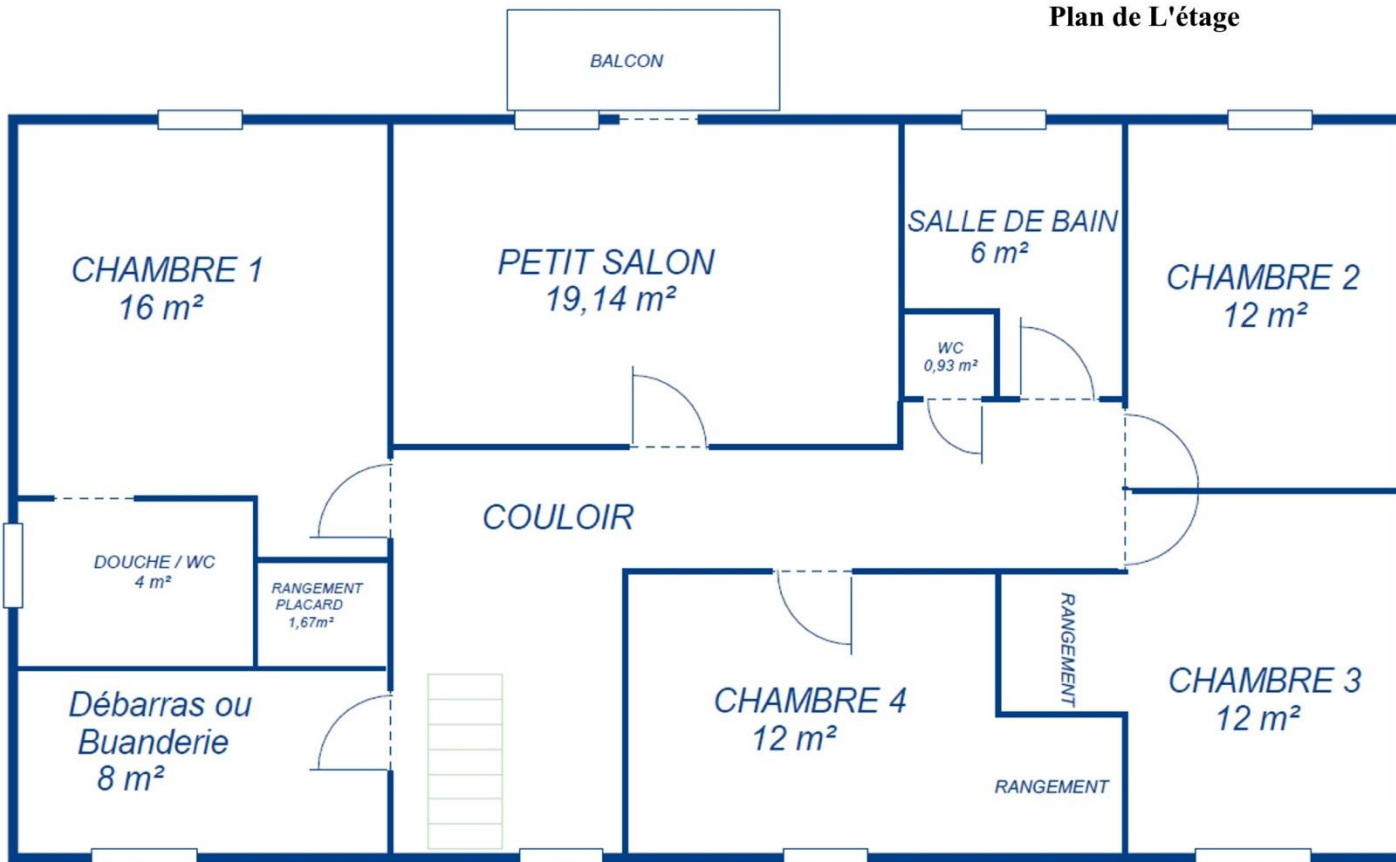 Plan de L'étage
BALCON
CHAMBRE 1
16 m²
PETIT SALON
19,14 m²
SALLE DE BAIN
6 m²
CHAMBRE 2
12 m²
WC
0,93 m²
COULOIR
DOUCHE / WC
4 m²
RANGEMENT
PLACARD
1,67m²
RANGEMENT
Débarras ou
Buanderie
8 m²
CHAMBRE 4
12 m²
CHAMBRE 3
12 m²
RANGEMENT